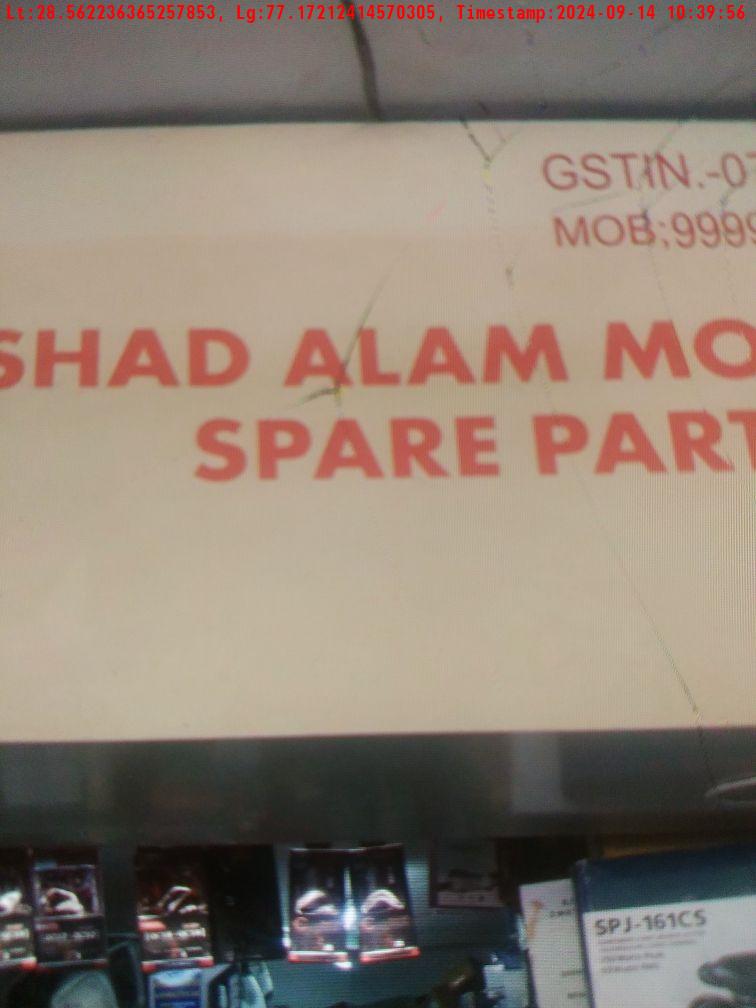 Lt:28.562236365257853, Lg:77.17212414570305, Timestamp:2024-09-14 10:39:56
GSTIN.-07
MOB;9999
SHAD ALAM MO
SPARE PART
SPJ-161CS